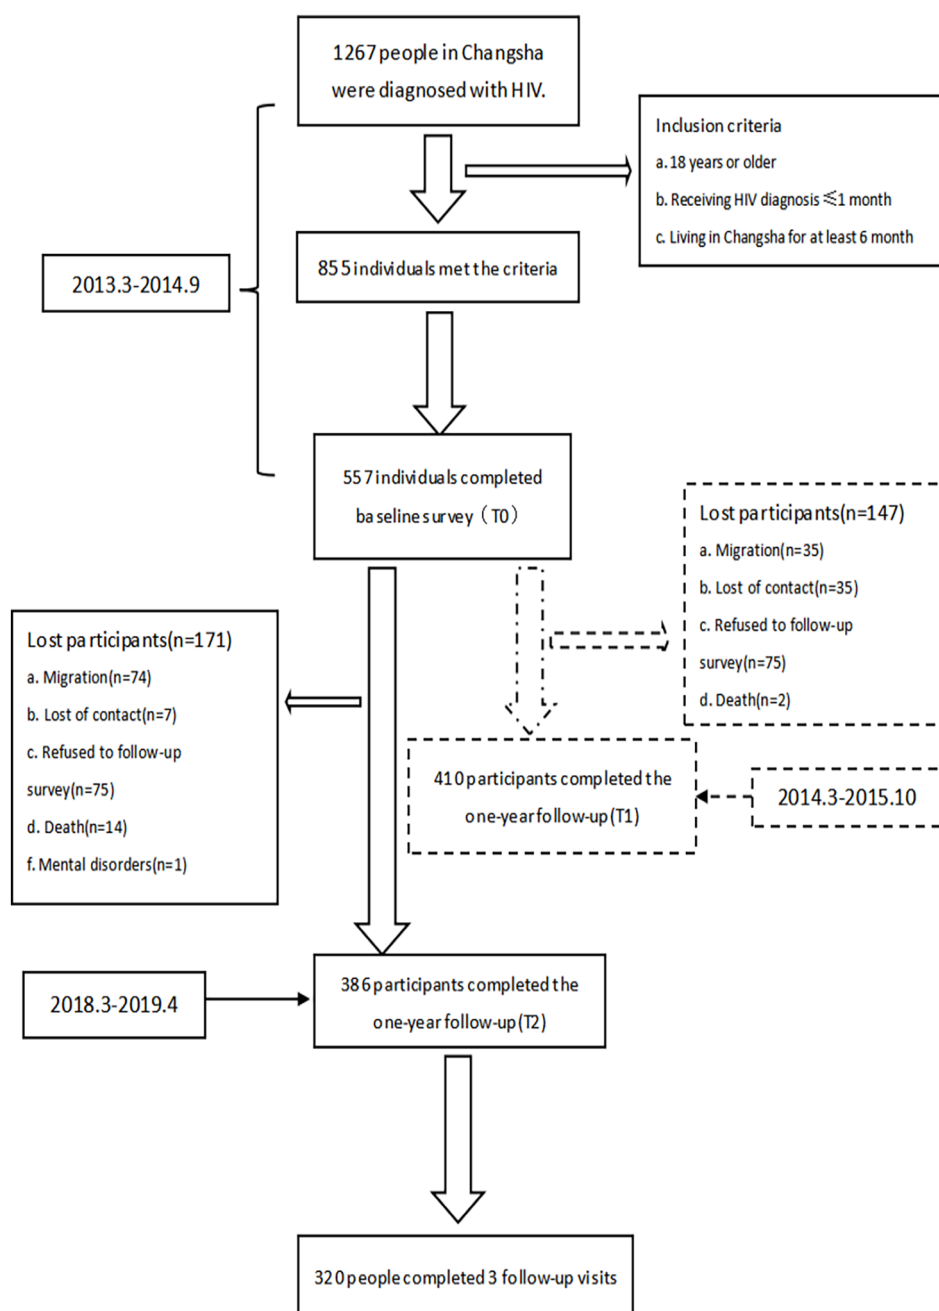 1267 people in Changsha
were diagnosed with HIV.
Inclusion criteria
a. 18 years or older
b. Receiving HIV diagnosis ≤1 month
c. Living in Changsha for at least 6 month
855 individuals met the criteria
2013.3-2014.9
557 individuals completed
baseline survey（T0）
Lost participants(n=147)
a. Migration(n=35)
b. Lost of contact(n=35)
c. Refused to follow-up
survey(n=75)
d. Death(n=2)
Lost participants(n=171)
a. Migration(n=74)
b. Lost of contact(n=7)
c. Refused to follow-up
survey(n=75)
d. Death(n=14)
f. Mental disorders(n=1)
410 participants completed the
one-year follow-up(T1)
2014.3-2015.10
2018.3-2019.4
386 participants completed the
one-year follow-up(T2)
320 people completed 3 follow-up visits